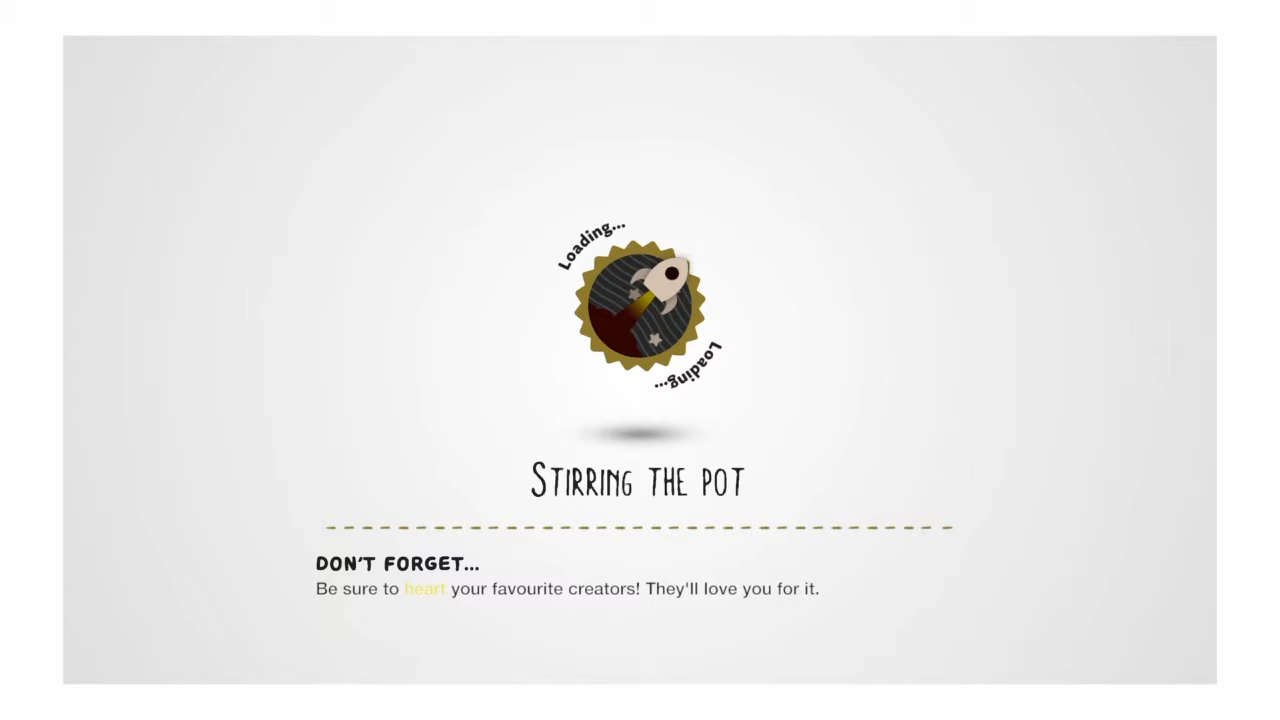 Loading...
Loading...
STIRRING THE POT
DON'T FORGET...
Be sure to heart your favourite creators! They'll love you for it.